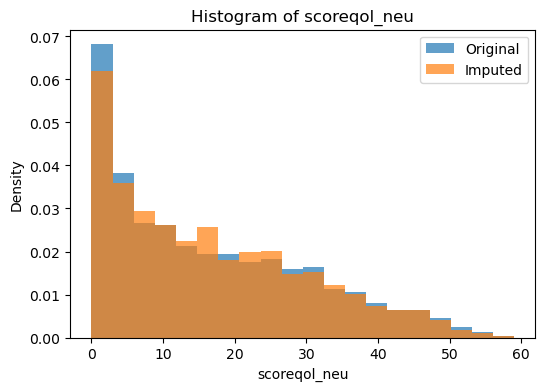 Histogram of scoreqol_neu
Original
Imputed
Density
0.07
0.06
0.05
0.04
0.03
0.02
0.01
0.00
0 10 20 30 40 50 60
scoreqol_neu